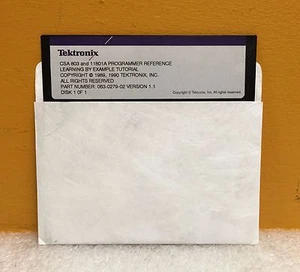 Tektronix
CSA 803 and 11801A PROGRAMMER REFERENCE
LEARNING BY EXAMPLE TUTORIAL
COPYRIGHT © 1989, 1990 TEKTRONIX, INC.
ALL RIGHTS RESERVED
PART NUMBER: 063-0279-02 VERSION 1.1
DISK 1 OF 1
Copyright © Tektronix, Inc. All rights reserved.